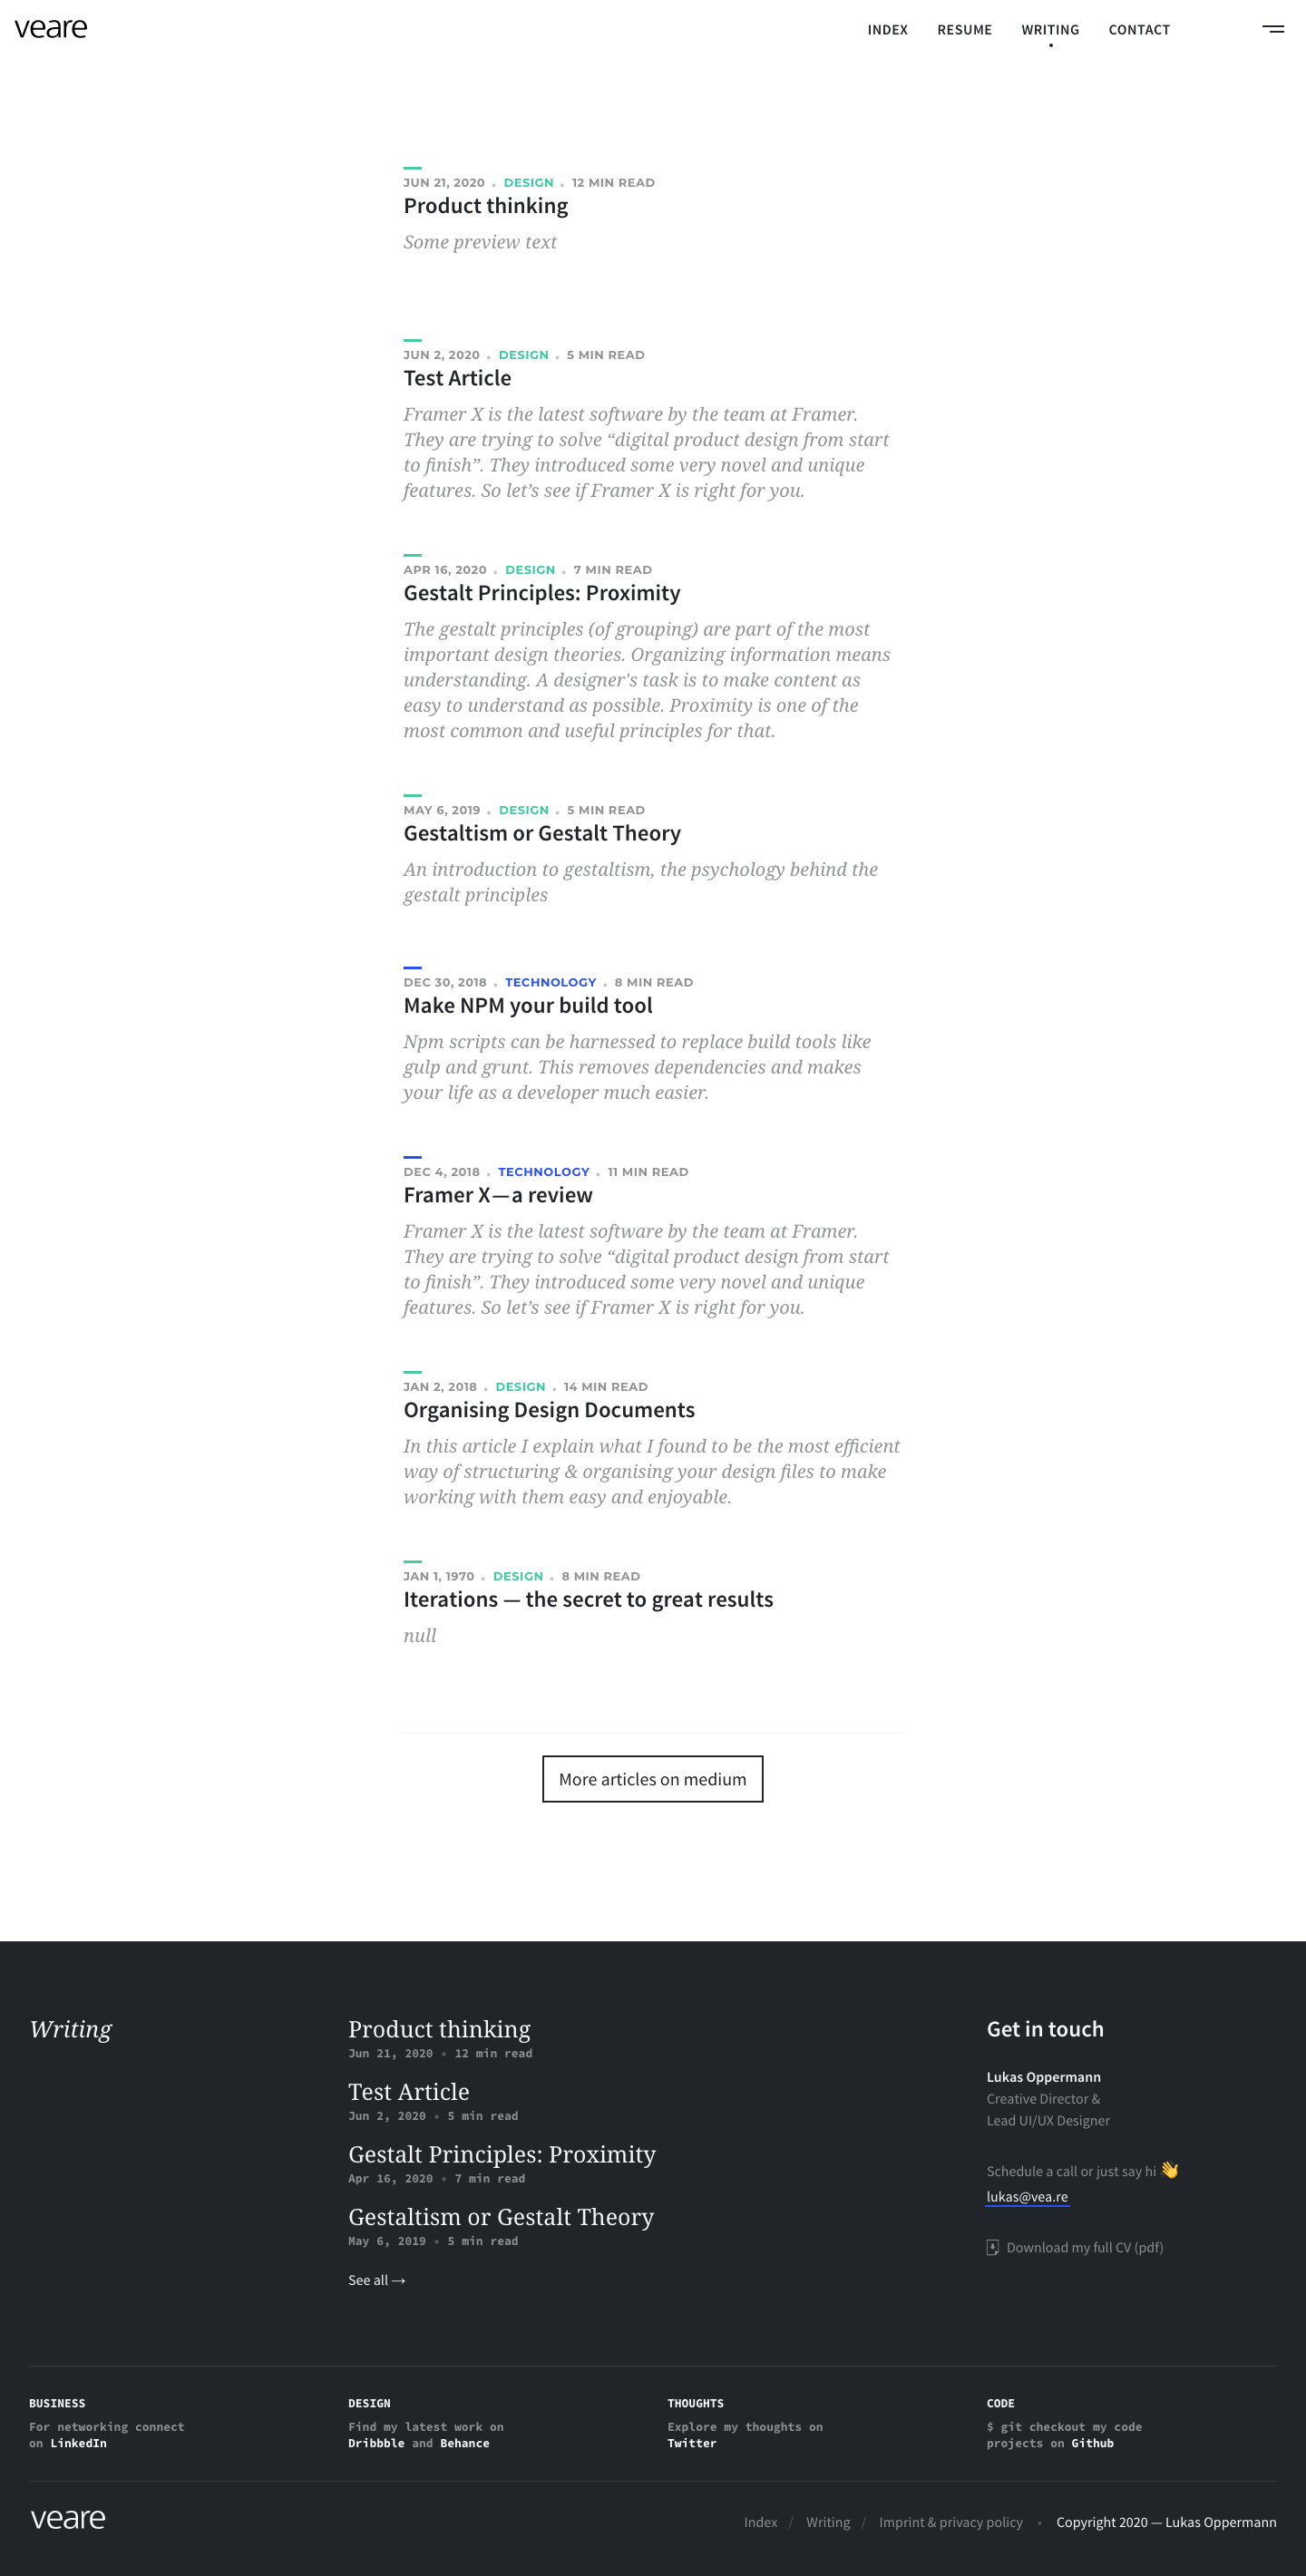 veare
INDEX RESUME WRITING CONTACT
JUN 21, 2020 • DESIGN • 12 MIN READ
Product thinking
Some preview text
JUN 2, 2020 • DESIGN • 5 MIN READ
Test Article
Framer X is the latest software by the team at Framer.
They are trying to solve “digital product design from start
to finish”. They introduced some very novel and unique
features. So let’s see if Framer X is right for you.
APR 16, 2020 • DESIGN • 7 MIN READ
Gestalt Principles: Proximity
The gestalt principles (of grouping) are part of the most
important design theories. Organizing information means
understanding. A designer's task is to make content as
easy to understand as possible. Proximity is one of the
most common and useful principles for that.
MAY 6, 2019 • DESIGN • 5 MIN READ
Gestaltism or Gestalt Theory
An introduction to gestaltism, the psychology behind the
gestalt principles
DEC 30, 2018 • TECHNOLOGY • 8 MIN READ
Make NPM your build tool
Npm scripts can be harnessed to replace build tools like
gulp and grunt. This removes dependencies and makes
your life as a developer much easier.
DEC 4, 2018 • TECHNOLOGY • 11 MIN READ
Framer X—a review
Framer X is the latest software by the team at Framer.
They are trying to solve “digital product design from start
to finish”. They introduced some very novel and unique
features. So let’s see if Framer X is right for you.
JAN 2, 2018 • DESIGN • 14 MIN READ
Organising Design Documents
In this article I explain what I found to be the most efficient
way of structuring & organising your design files to make
working with them easy and enjoyable.
JAN 1, 1970 • DESIGN • 8 MIN READ
Iterations — the secret to great results
null
More articles on medium
Writing
Product thinking
Jun 21, 2020 • 12 min read
Test Article
Jun 2, 2020 • 5 min read
Gestalt Principles: Proximity
Apr 16, 2020 • 7 min read
Gestaltism or Gestalt Theory
May 6, 2019 • 5 min read
See all →
Get in touch
Lukas Oppermann
Creative Director &
Lead UI/UX Designer
Schedule a call or just say hi 👋
lukas@vea.re
Download my full CV (pdf)
BUSINESS
For networking connect
on LinkedIn
DESIGN
Find my latest work on
Dribbble and Behance
THOUGHTS
Explore my thoughts on
Twitter
CODE
$ git checkout my code
projects on Github
veare
Index / Writing / Imprint & privacy policy • Copyright 2020 — Lukas Oppermann